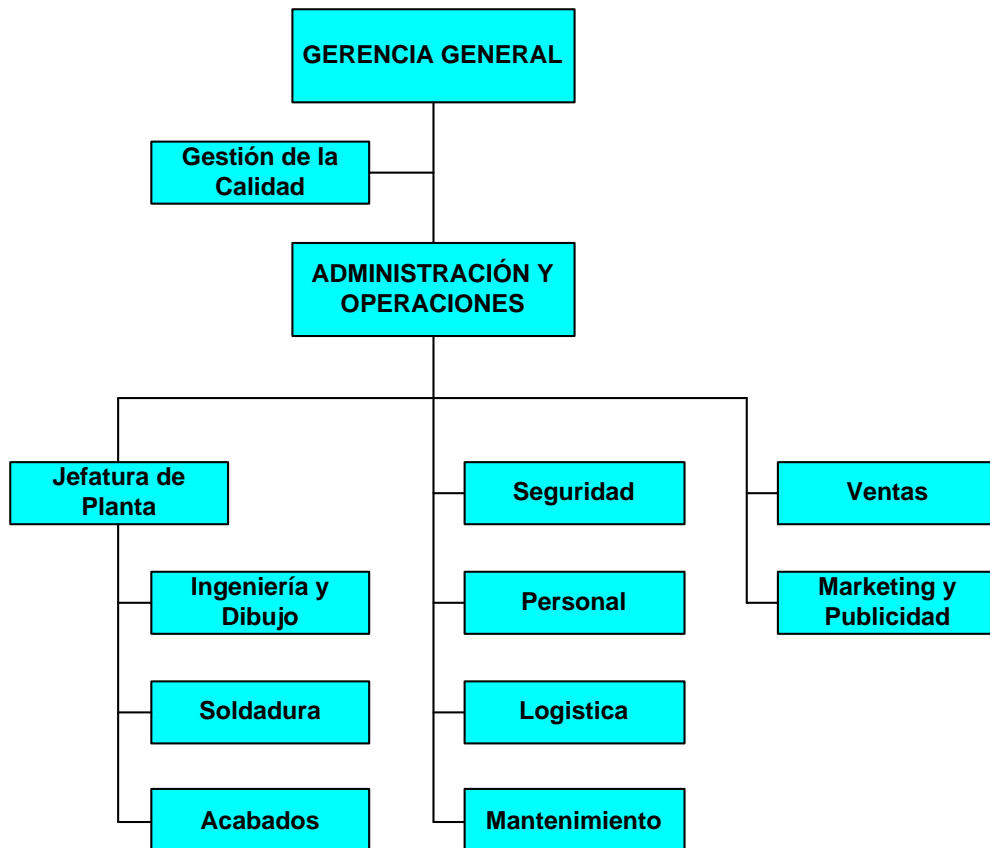 GERENCIA GENERAL
Gestión de la
Calidad
ADMINISTRACIÓN Y
OPERACIONES
Jefatura de
Planta
Seguridad
Ventas
Ingeniería y
Dibujo
Personal
Marketing y
Publicidad
Soldadura
Logistica
Acabados
Mantenimiento